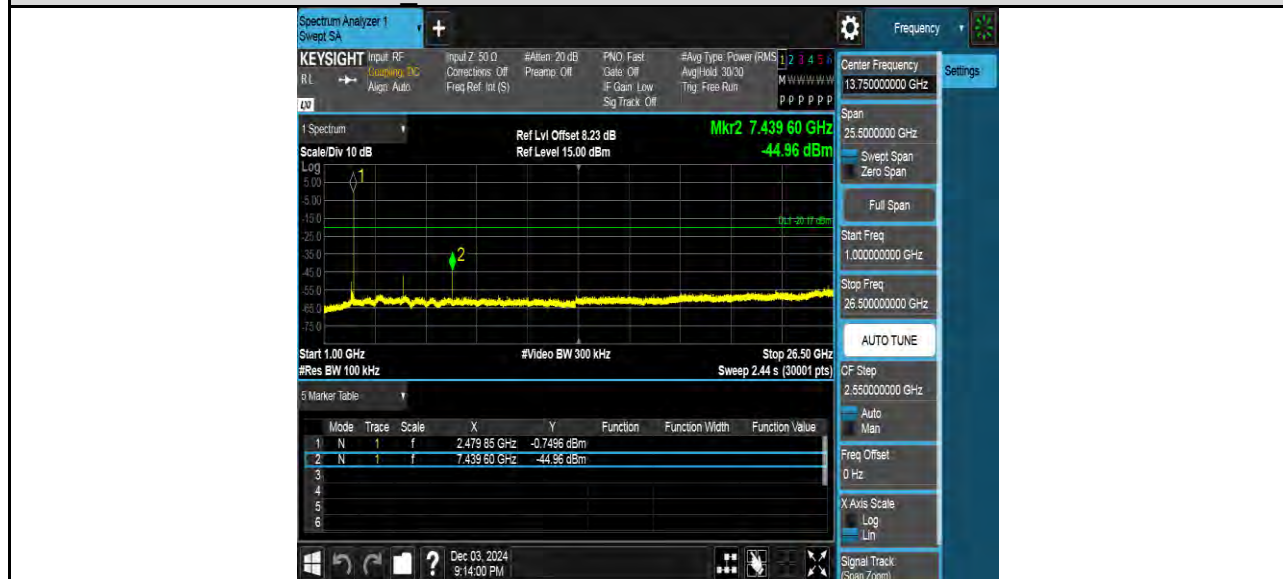 Spectrum Analyzer 1
Swept SA
+
Frequency
KEYSIGHT
RL
Input: RF
Coupling: DC
Align: Auto
Input Z: 50 Ω
Corrections: Off
Freq Ref: Int (S)
#Atten: 20 dB
Preamp: Off
PNO: Fast
Gate: Off
IF Gain: Low
Sig Track: Off
#Avg Type: Power (RMS
Avg|Hold: 30/30
Trig: Free Run
1 2 3 4 5 6
M W W W W W
P P P P P P
Center Frequency
13.750000000 GHz
Settings
Span
25.5000000 GHz
Swept Span
Zero Span
Full Span
Start Freq
1.000000000 GHz
Stop Freq
26.500000000 GHz
AUTO TUNE
CF Step
2.550000000 GHz
Auto
Man
Freq Offset
0 Hz
X Axis Scale
Log
Lin
Signal Track
(Span Zoom)
1 Spectrum
Scale/Div 10 dB
Log
Ref Lvl Offset 8.23 dB
Ref Level 15.00 dBm
Mkr2 7.439 60 GHz
-44.96 dBm
5.00
-5.00
-15.0
-25.0
-35.0
-45.0
-55.0
-65.0
-75.0
1
2
DL1 -20.17 dBm
Start 1.00 GHz
#Res BW 100 kHz
#Video BW 300 kHz
Stop 26.50 GHz
Sweep 2.44 s (30001 pts)
5 Marker Table
Mode Trace Scale X Y Function Function Width Function Value
1 N 1 f 2.479 85 GHz -0.7496 dBm
2 N 1 f 7.439 60 GHz -44.96 dBm
3
4
5
6
?
Dec 03, 2024
9:14:00 PM